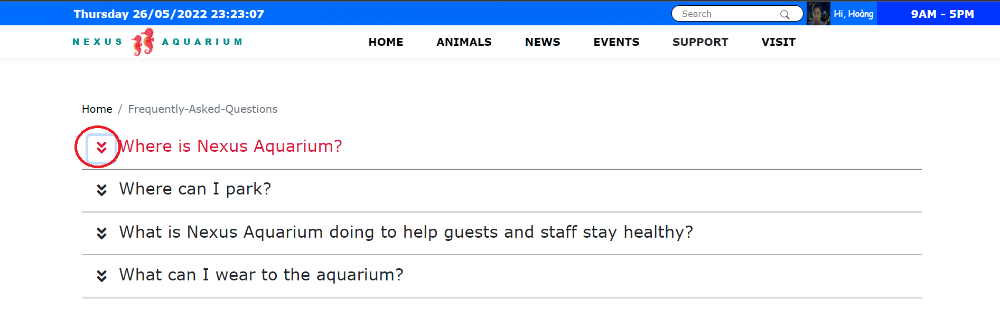 Thursday 26/05/2022 23:23:07
Search
Hi, Hoàng
9AM - 5PM
NEXUS AQUARIUM
HOME
ANIMALS
NEWS
EVENTS
SUPPORT
VISIT
Home / Frequently-Asked-Questions
Where is Nexus Aquarium?
Where can I park?
What is Nexus Aquarium doing to help guests and staff stay healthy?
What can I wear to the aquarium?